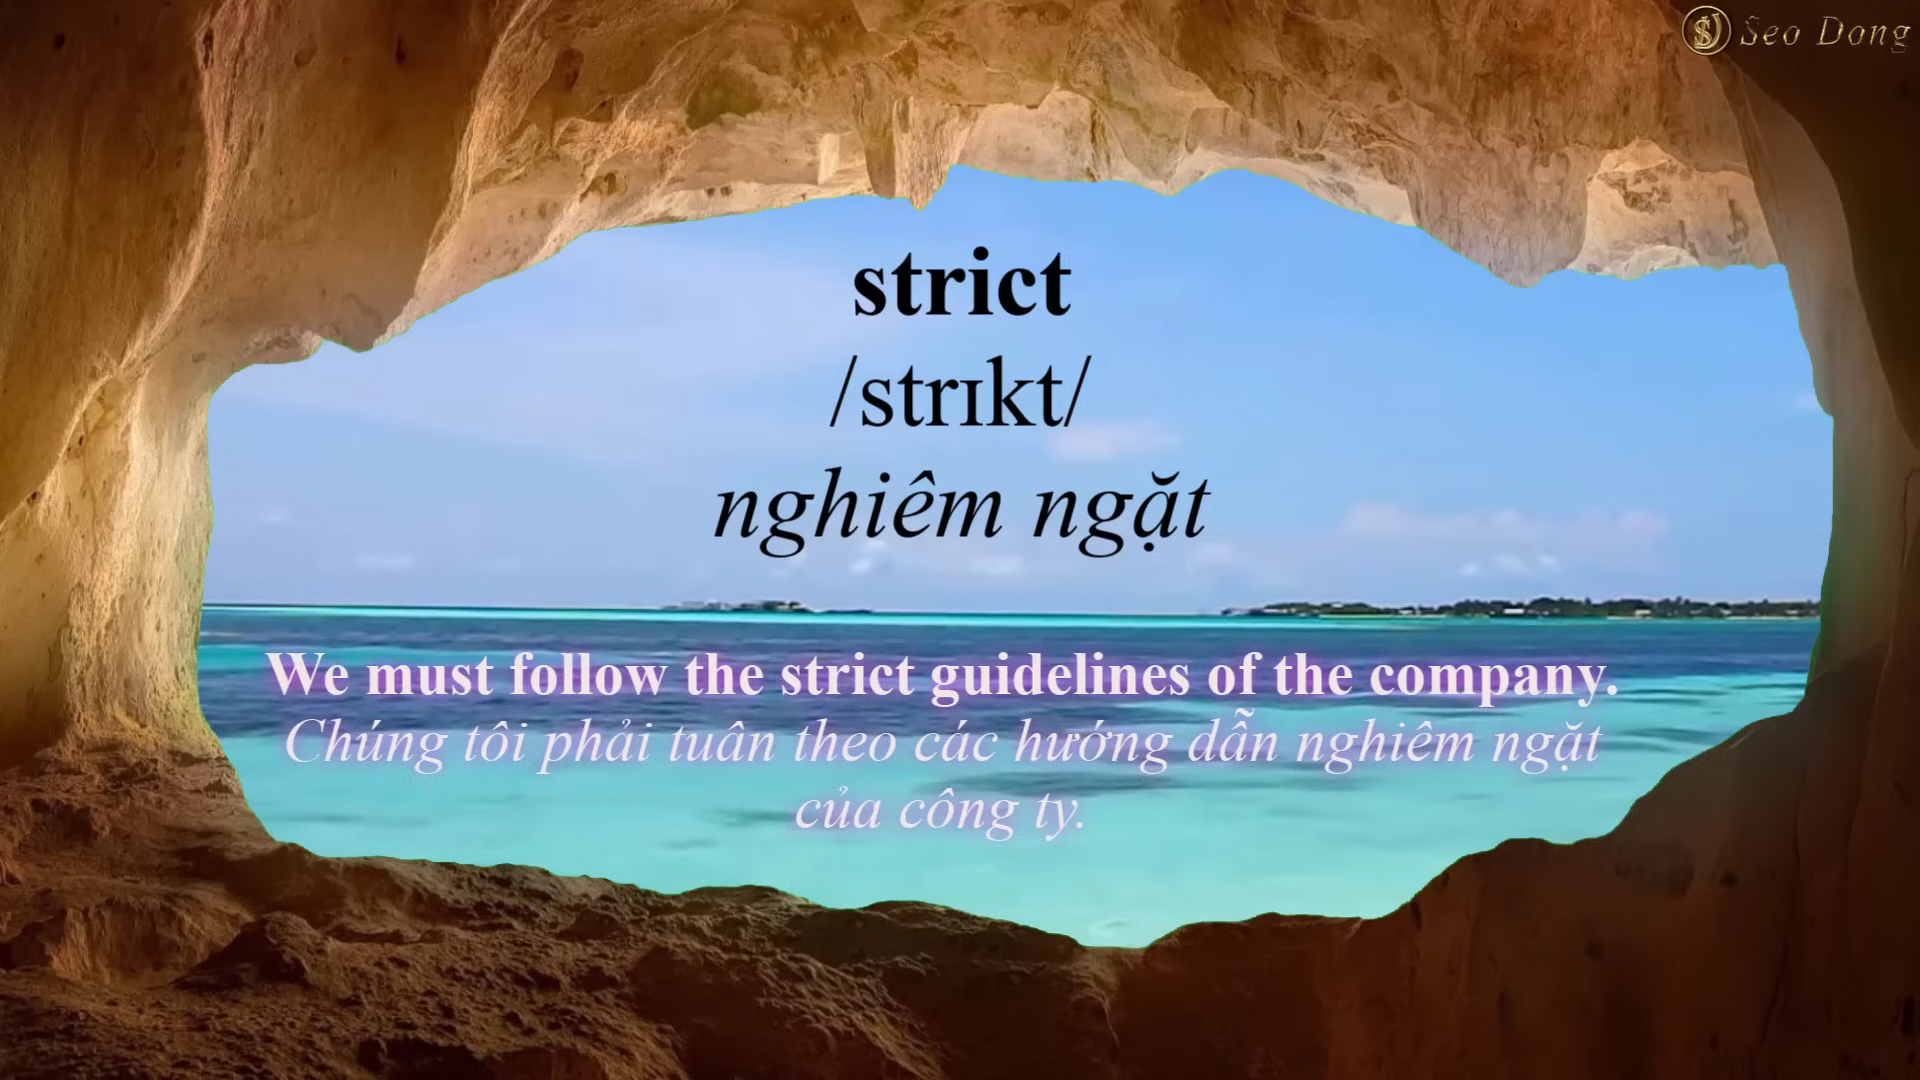 Seo Dong
strict
/strɪkt/
nghiêm ngặt
We must follow the strict guidelines of the company.
Chúng tôi phải tuân theo các hướng dẫn nghiêm ngặt
của công ty.